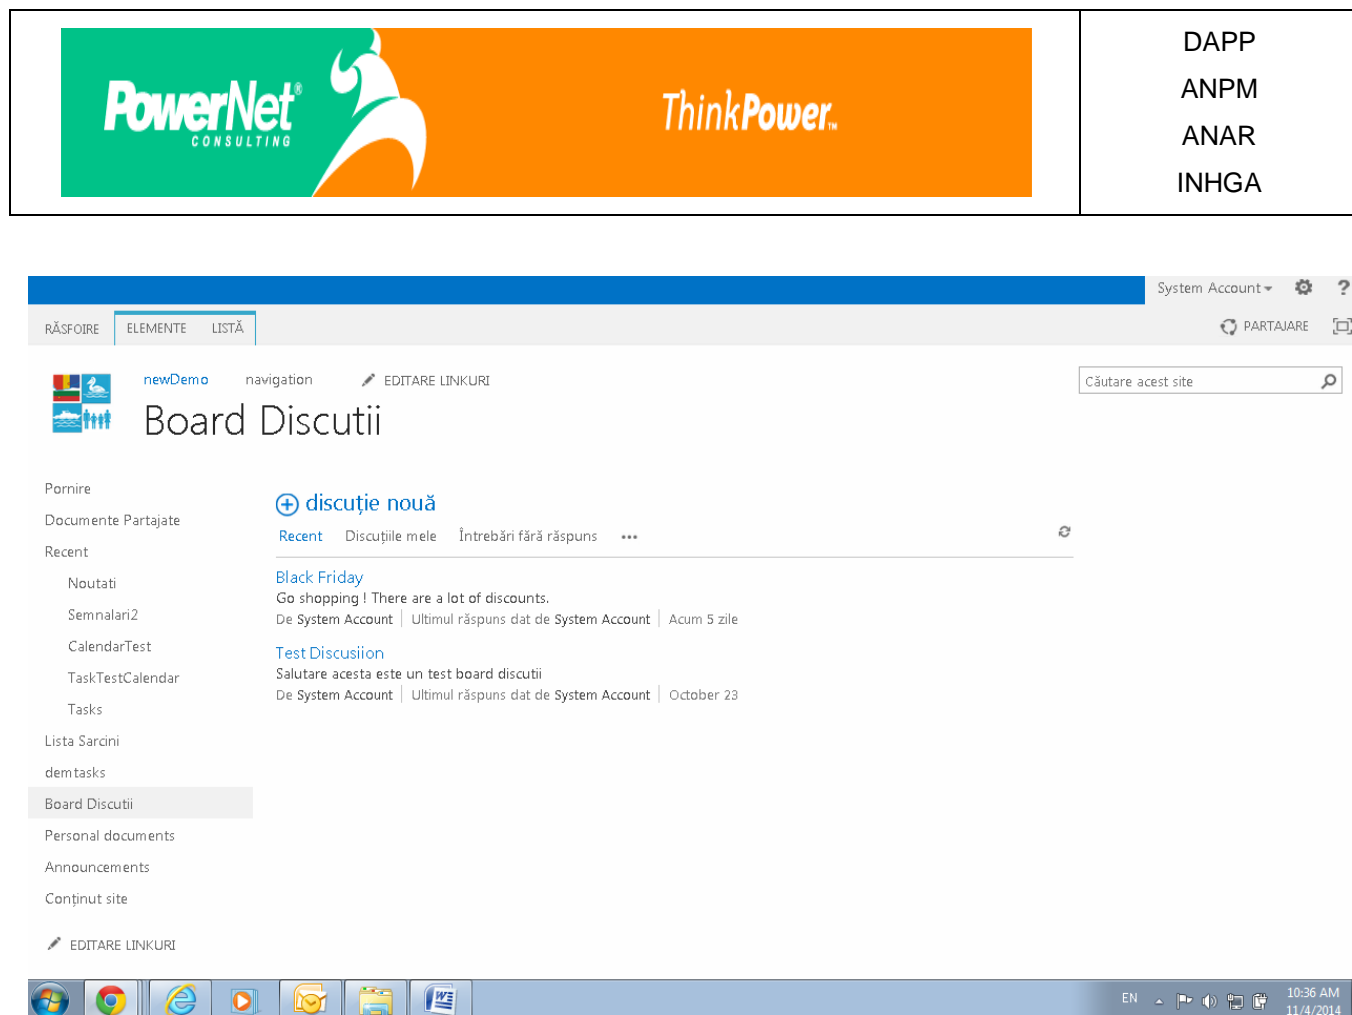 PowerNet®
CONSULTING
ThinkPower™
DAPP
ANPM
ANAR
INHGA
System Account
?
RĂSFOIRE ELEMENTE LISTĂ
PARTAJARE
newDemo navigation EDITARE LINKURI
Căutare acest site
Board Discutii
Pornire
Documente Partajate
Recent
Noutati
Semnalari2
CalendarTest
TaskTestCalendar
Tasks
Lista Sarcini
demtasks
Board Discutii
Personal documents
Announcements
Conținut site
EDITARE LINKURI
discuție nouă
Recent Discuțiile mele Întrebări fără răspuns •••
Black Friday
Go shopping ! There are a lot of discounts.
De System Account Ultimul răspuns dat de System Account Acum 5 zile
Test Discusiion
Salutare acesta este un test board discutii
De System Account Ultimul răspuns dat de System Account October 23
EN
10:36 AM
11/4/2014